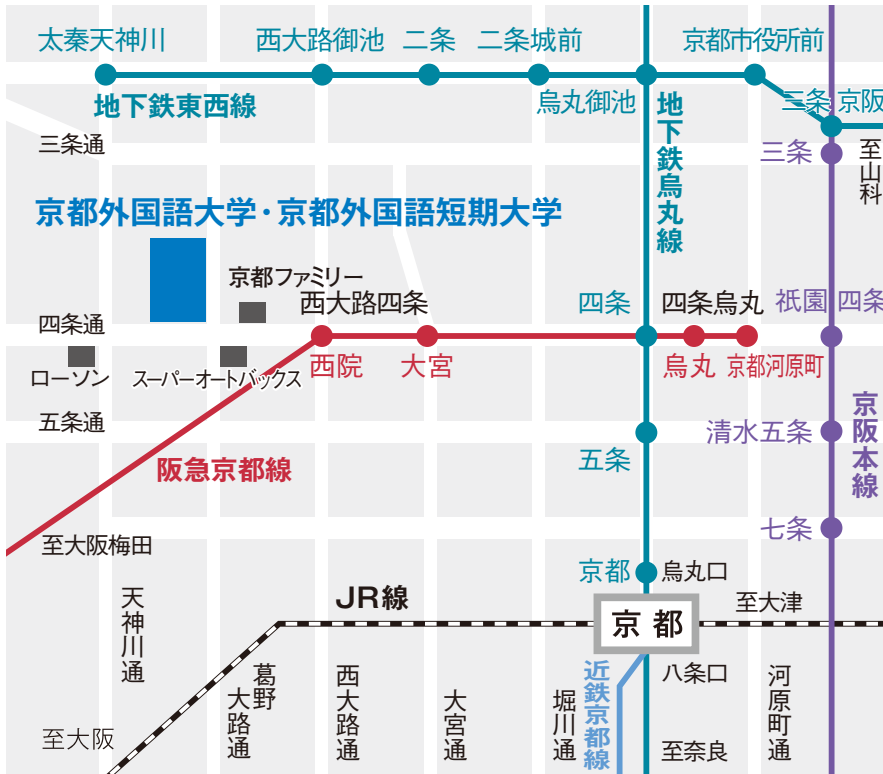 太秦天神川
西大路御池
二条
二条城前
京都市役所前
地下鉄東西線
烏丸御池
地下鉄烏丸線
三条 京阪
三条通
三条
至山科
京都外国語大学・京都外国語短期大学
京都ファミリー
西大路四条
四条
四条烏丸
祇園 四条
四条通
ローソン
スーパーオートバックス
西院
大宮
烏丸
京都河原町
五条通
清水五条
京阪本線
阪急京都線
五条
七条
至大阪梅田
京都
烏丸口
天神川通
JR線
京都
至大津
葛野
大路通
西大路通
大宮通
堀川通
近鉄京都線
八条口
河原町通
至大阪
至奈良